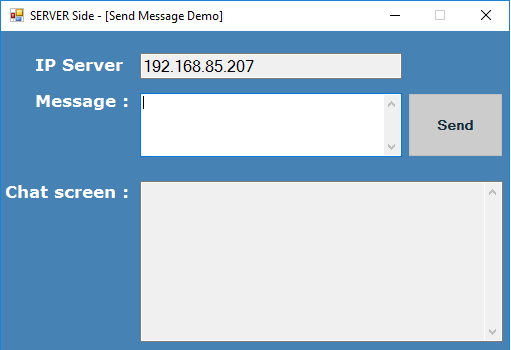 SERVER Side - [Send Message Demo]
IP Server 192.168.85.207
Message : Send
Chat screen :